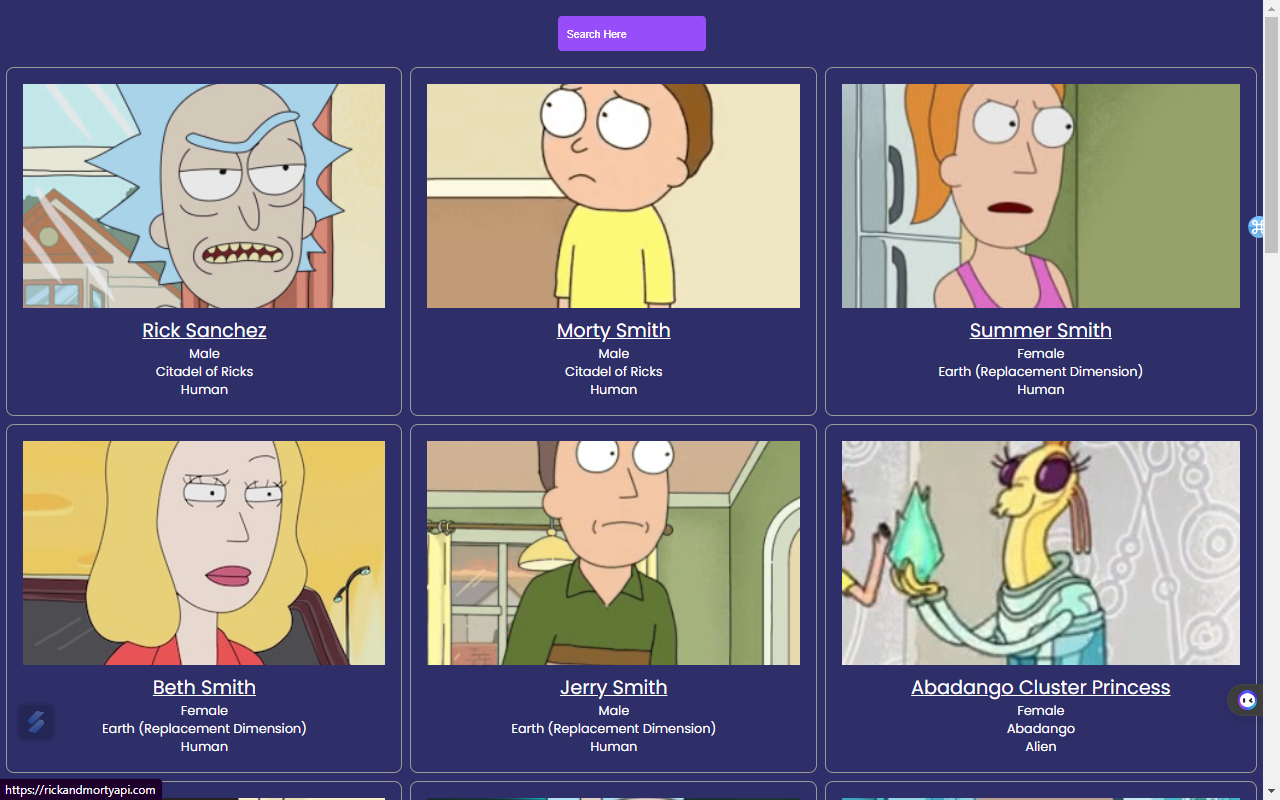 Search Here
Rick Sanchez
Male
Citadel of Ricks
Human
Morty Smith
Male
Citadel of Ricks
Human
Summer Smith
Female
Earth (Replacement Dimension)
Human
Beth Smith
Female
Earth (Replacement Dimension)
Human
Jerry Smith
Male
Earth (Replacement Dimension)
Human
Abadango Cluster Princess
Female
Abadango
Alien
https://rickandmortyapi.com